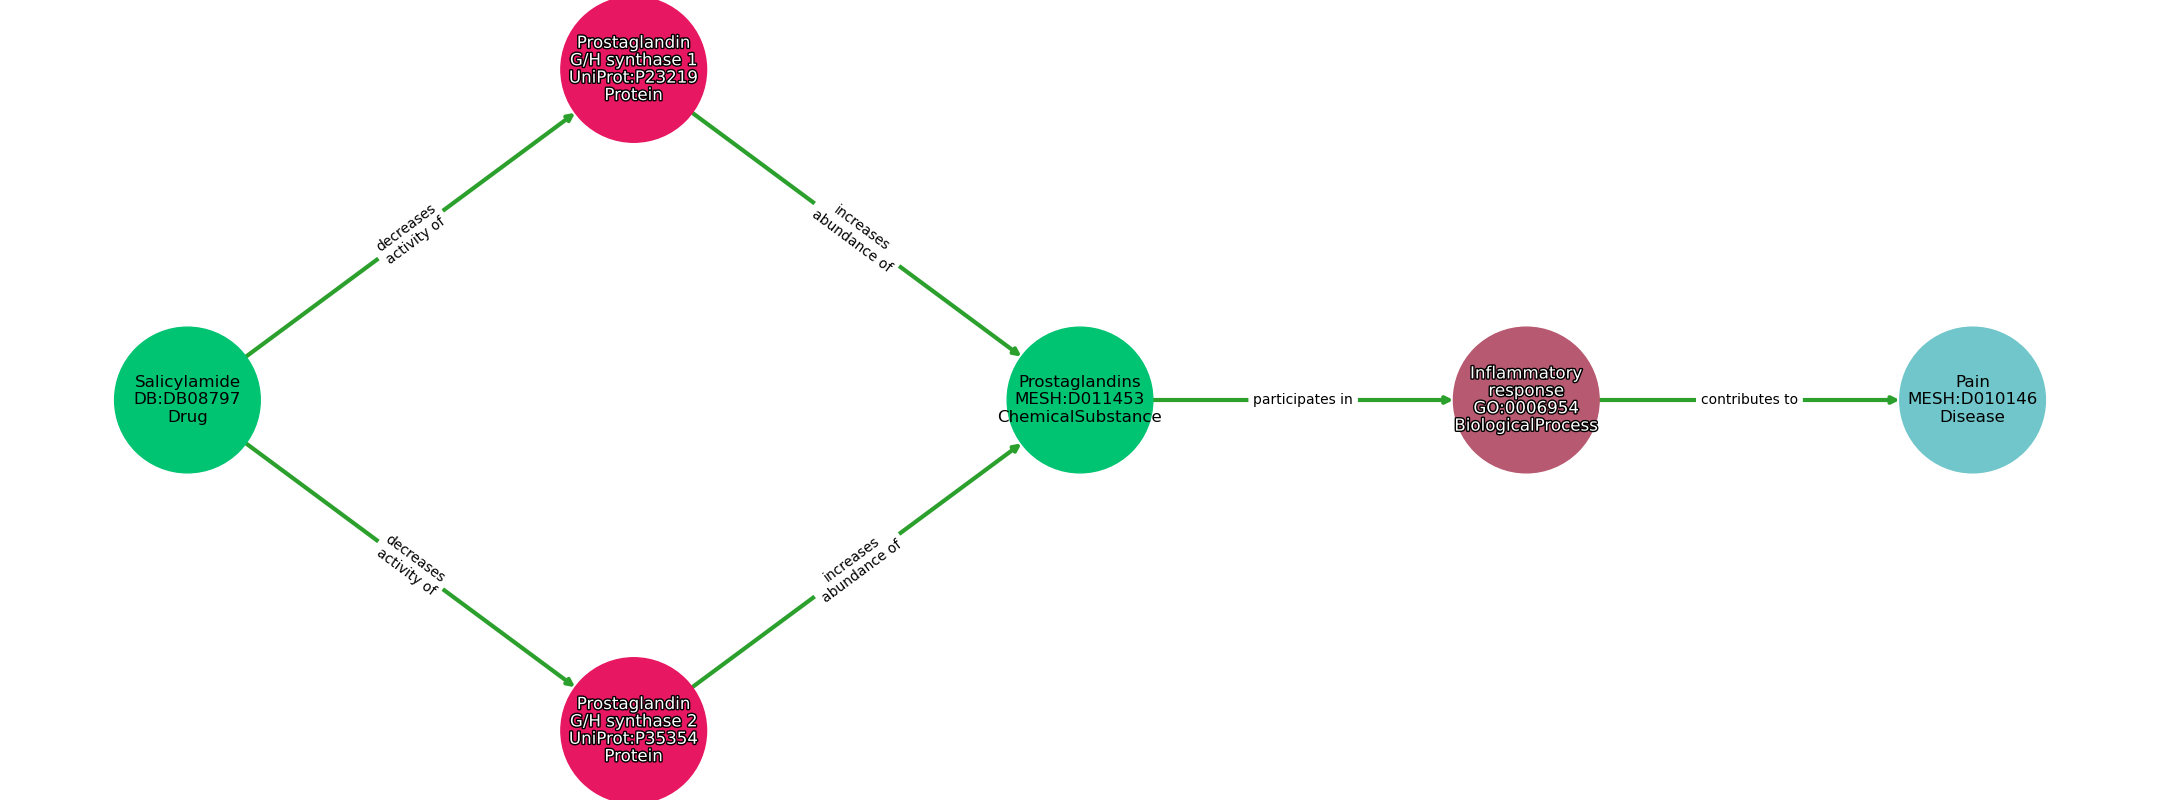 Prostaglandin
G/H synthase 1
UniProt:P23219
Protein
decreases
activity of
increases
abundance of
Salicylamide
DB:DB08797
Drug
Prostaglandins
MESH:D011453
ChemicalSubstance
participates in
Inflammatory
response
GO:0006954
BiologicalProcess
contributes to
Pain
MESH:D010146
Disease
decreases
activity of
increases
abundance of
Prostaglandin
G/H synthase 2
UniProt:P35354
Protein